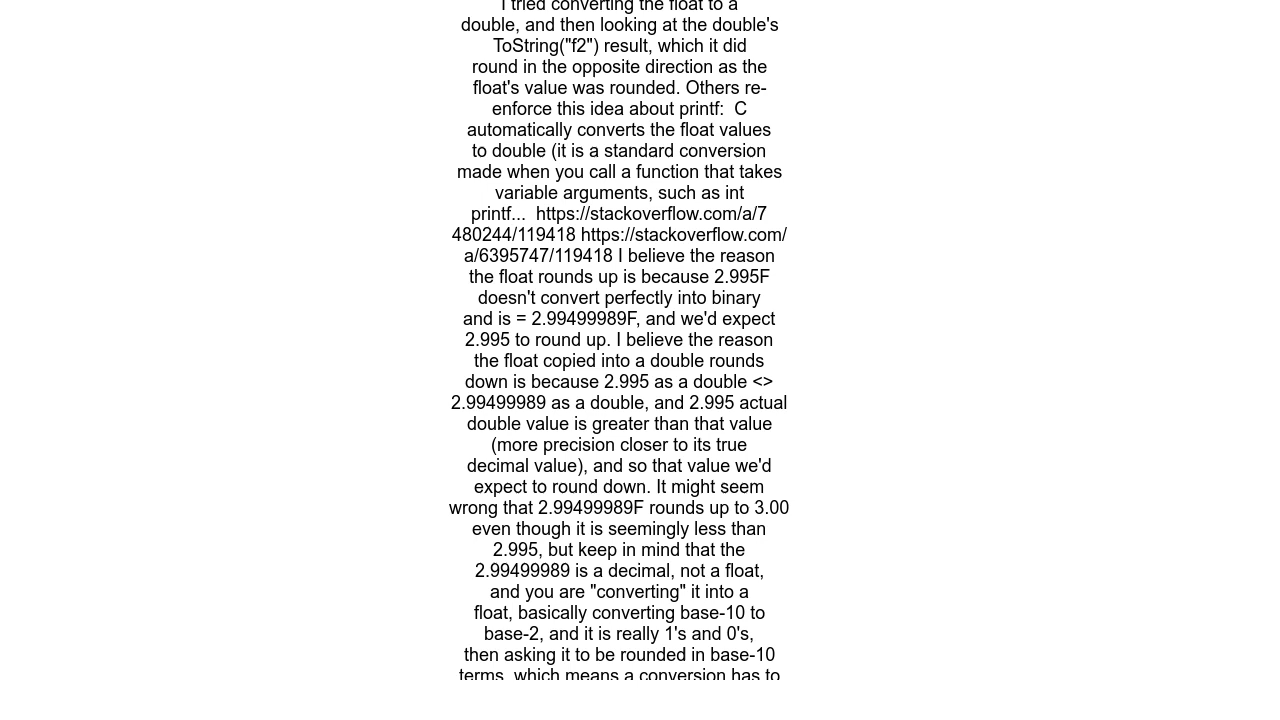 I tried converting the float to a
double, and then looking at the double's
ToString("f2") result, which it did
round in the opposite direction as the
float's value was rounded. Others re-
enforce this idea about printf:  C
automatically converts the float values
to double (it is a standard conversion
made when you call a function that takes
variable arguments, such as int
printf...  https://stackoverflow.com/a/7
480244/119418 https://stackoverflow.com/
a/6395747/119418 I believe the reason
the float rounds up is because 2.995F
doesn't convert perfectly into binary
and is = 2.99499989F, and we'd expect
2.995 to round up. I believe the reason
the float copied into a double rounds
down is because 2.995 as a double <>
2.99499989 as a double, and 2.995 actual
double value is greater than that value
(more precision closer to its true
decimal value), and so that value we'd
expect to round down. It might seem
wrong that 2.99499989F rounds up to 3.00
even though it is seemingly less than
2.995, but keep in mind that the
2.99499989 is a decimal, not a float,
and you are "converting" it into a
float, basically converting base-10 to
base-2, and it is really 1's and 0's,
then asking it to be rounded in base-10
terms, which means a conversion has to